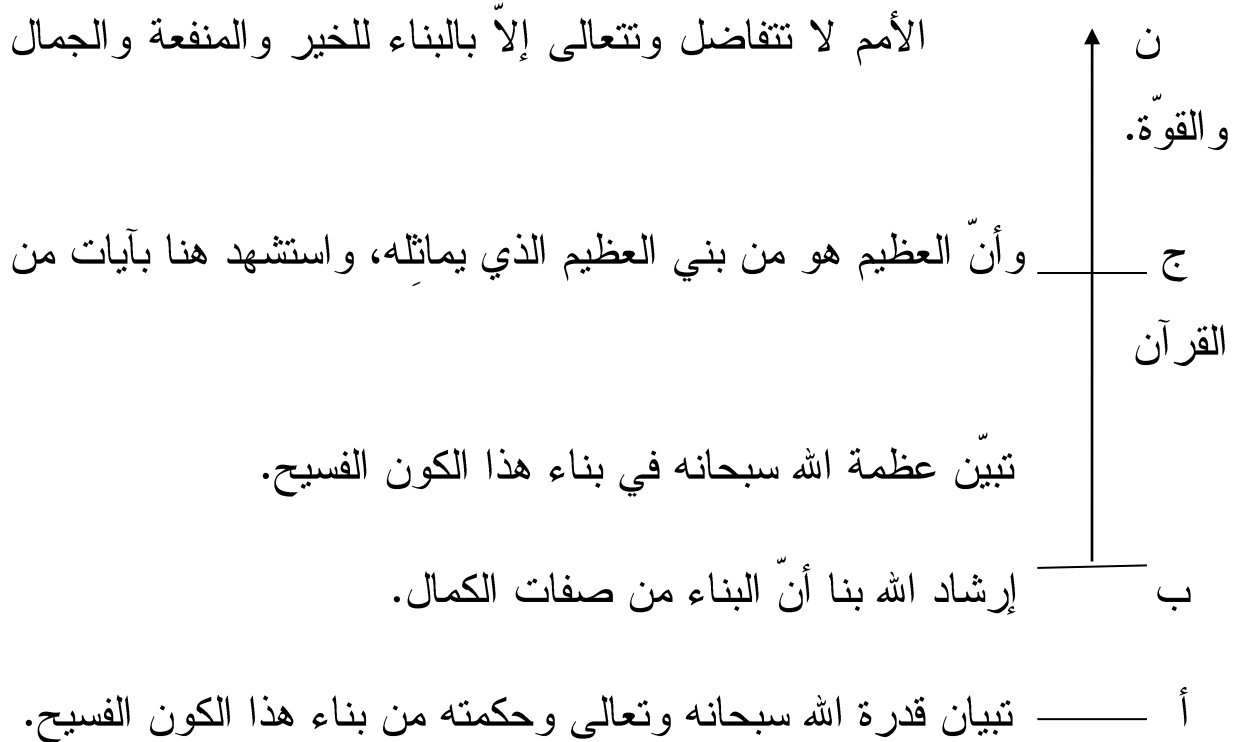 ن الأمم لا تتفاضل وتتعالى إلاّ بالبناء للخير والمنفعة والجمال
والقوّة.
ج وأنّ العظيم هو من بني العظيم الذي يماثِله، واستشهد هنا بآيات من
القرآن
تبيّن عظمة الله سبحانه في بناء هذا الكون الفسيح.
ب إرشاد الله بنا أنّ البناء من صفات الكمال.
أ تبيان قدرة الله سبحانه وتعالى وحكمته من بناء هذا الكون الفسيح.